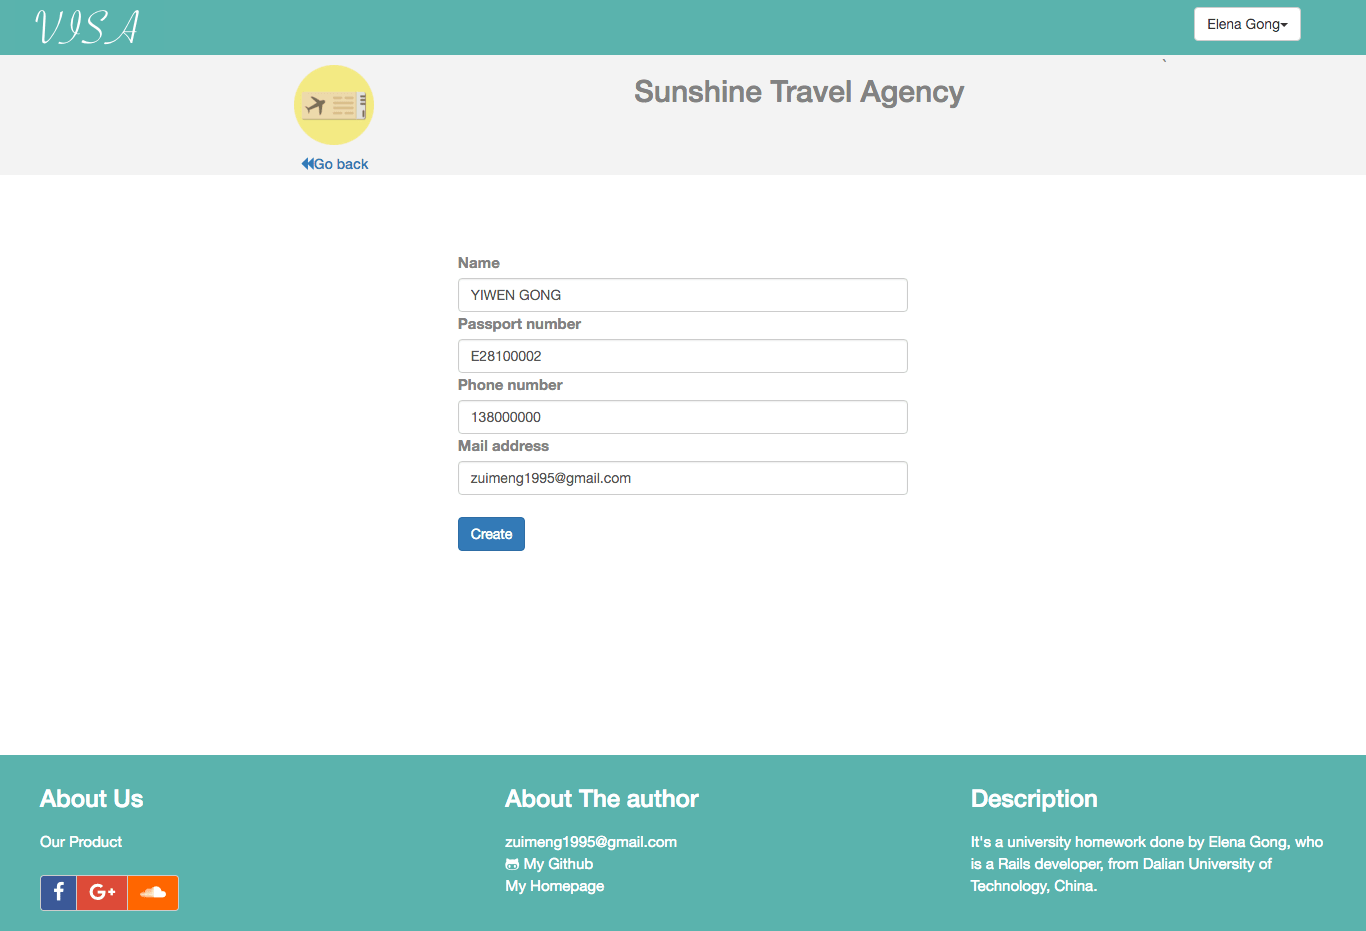 VISA
Elena Gong
`
Sunshine Travel Agency
Go back
Name
YIWEN GONG
Passport number
E28100002
Phone number
138000000
Mail address
zuimeng1995@gmail.com
Create
About Us
Our Product
f G+
About The author
zuimeng1995@gmail.com
My Github
My Homepage
Description
It's a university homework done by Elena Gong, who
is a Rails developer, from Dalian University of
Technology, China.